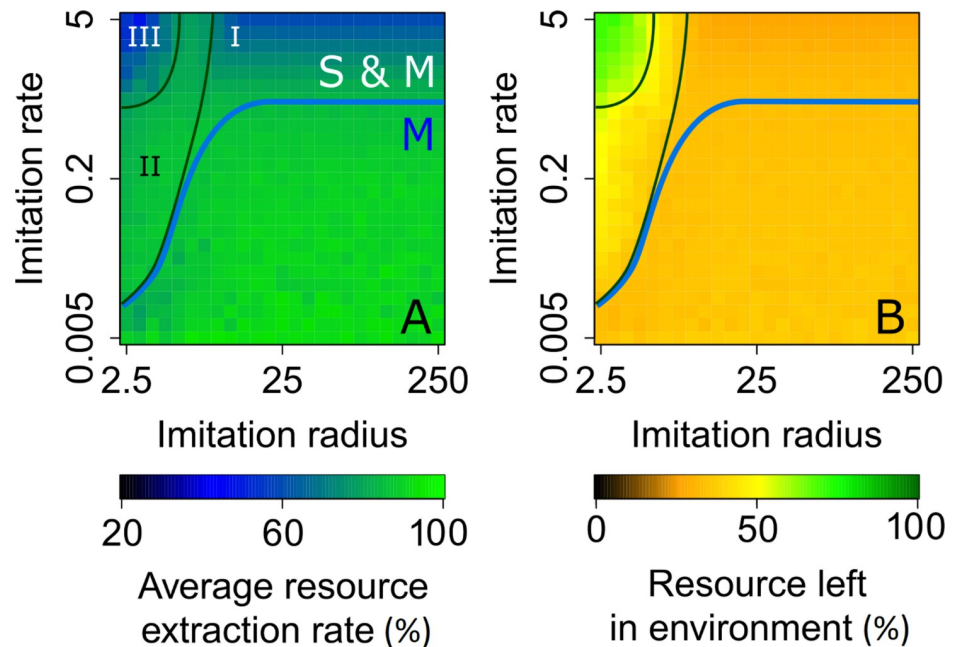 5
III
I
S & M
M
II
0.2
0.005
A
2.5
25
250
Imitation rate
Imitation radius
20
60
100
Average resource
extraction rate (%)
5
0.2
0.005
B
2.5
25
250
Imitation rate
Imitation radius
0
50
100
Resource left
in environment (%)